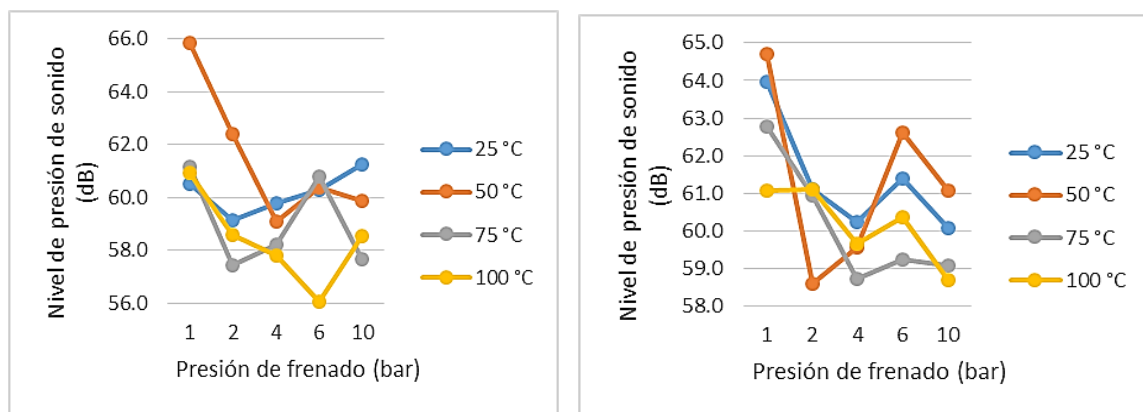 66.0
64.0
62.0
60.0
58.0
56.0
Nivel de presión de sonido
(dB)
1 2 4 6 10
Presión de frenado (bar)
25 °C
50 °C
75 °C
100 °C
65.0
64.0
63.0
62.0
61.0
60.0
59.0
58.0
Nivel de presión de sonido
(dB)
1 2 4 6 10
Presión de frenado (bar)
25 °C
50 °C
75 °C
100 °C